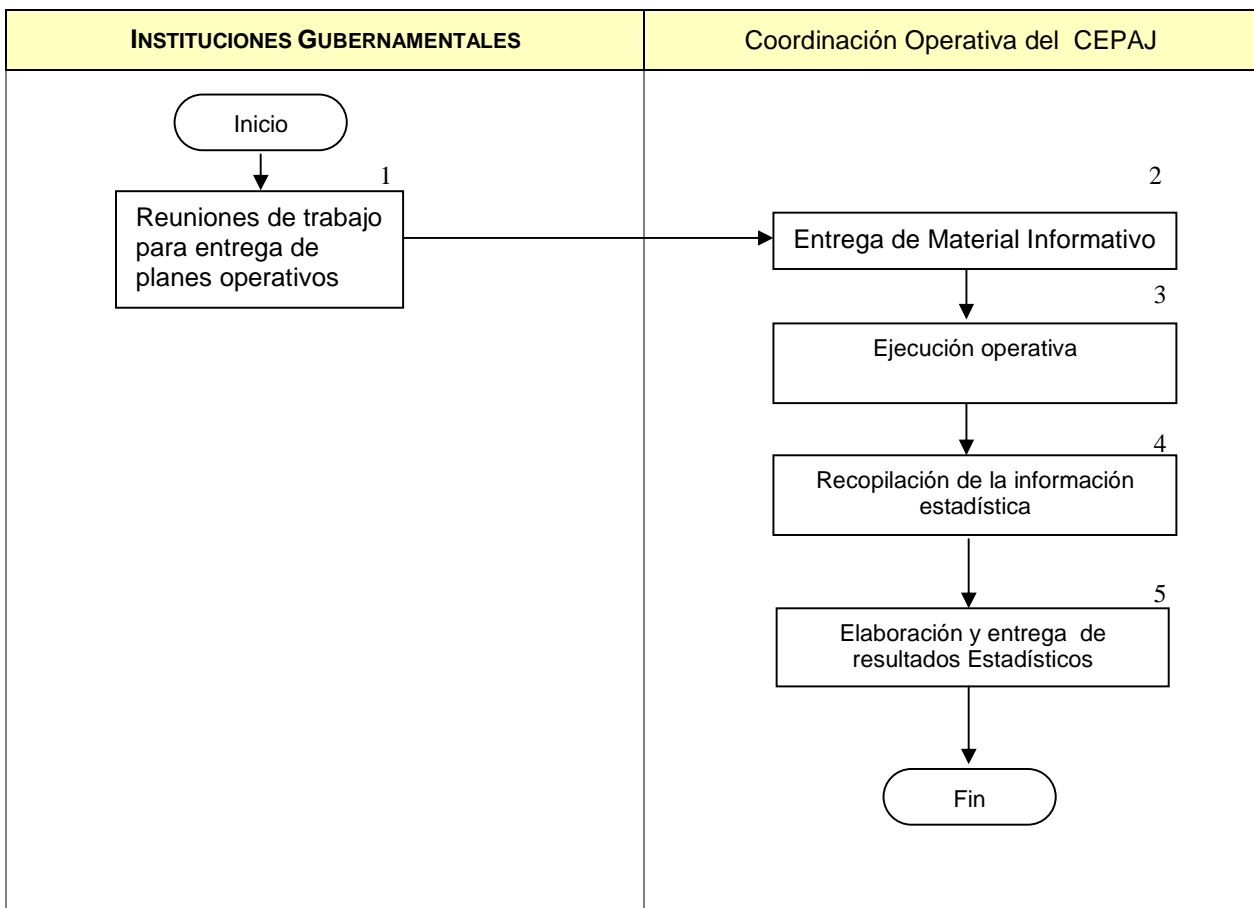 INSTITUCIONES GUBERNAMENTALES
Coordinación Operativa del CEPAJ
Inicio
1
Reuniones de trabajo
para entrega de
planes operativos
2
Entrega de Material Informativo
3
Ejecución operativa
4
Recopilación de la información
estadística
5
Elaboración y entrega de
resultados Estadísticos
Fin